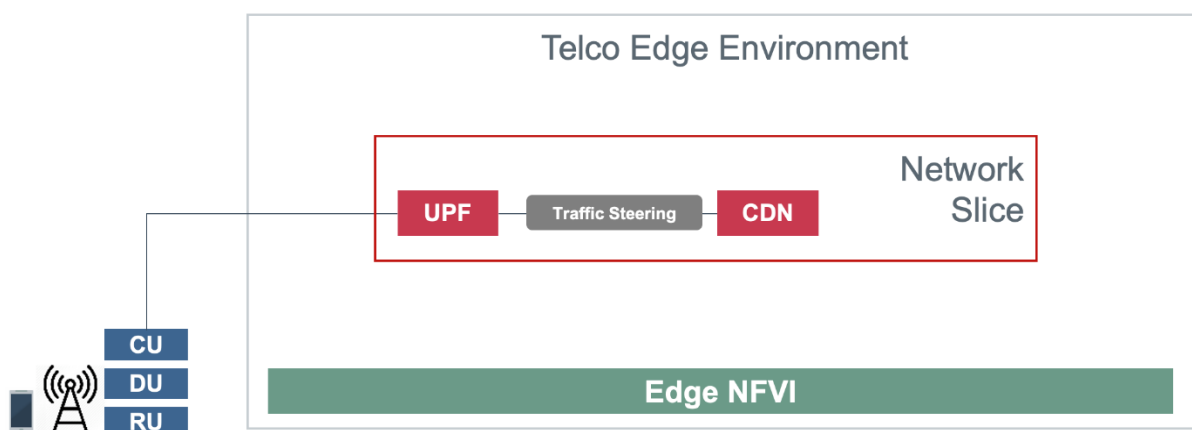 Telco Edge Environment
Network
Slice
UPF
Traffic Steering
CDN
CU
DU
RU
Edge NFVI